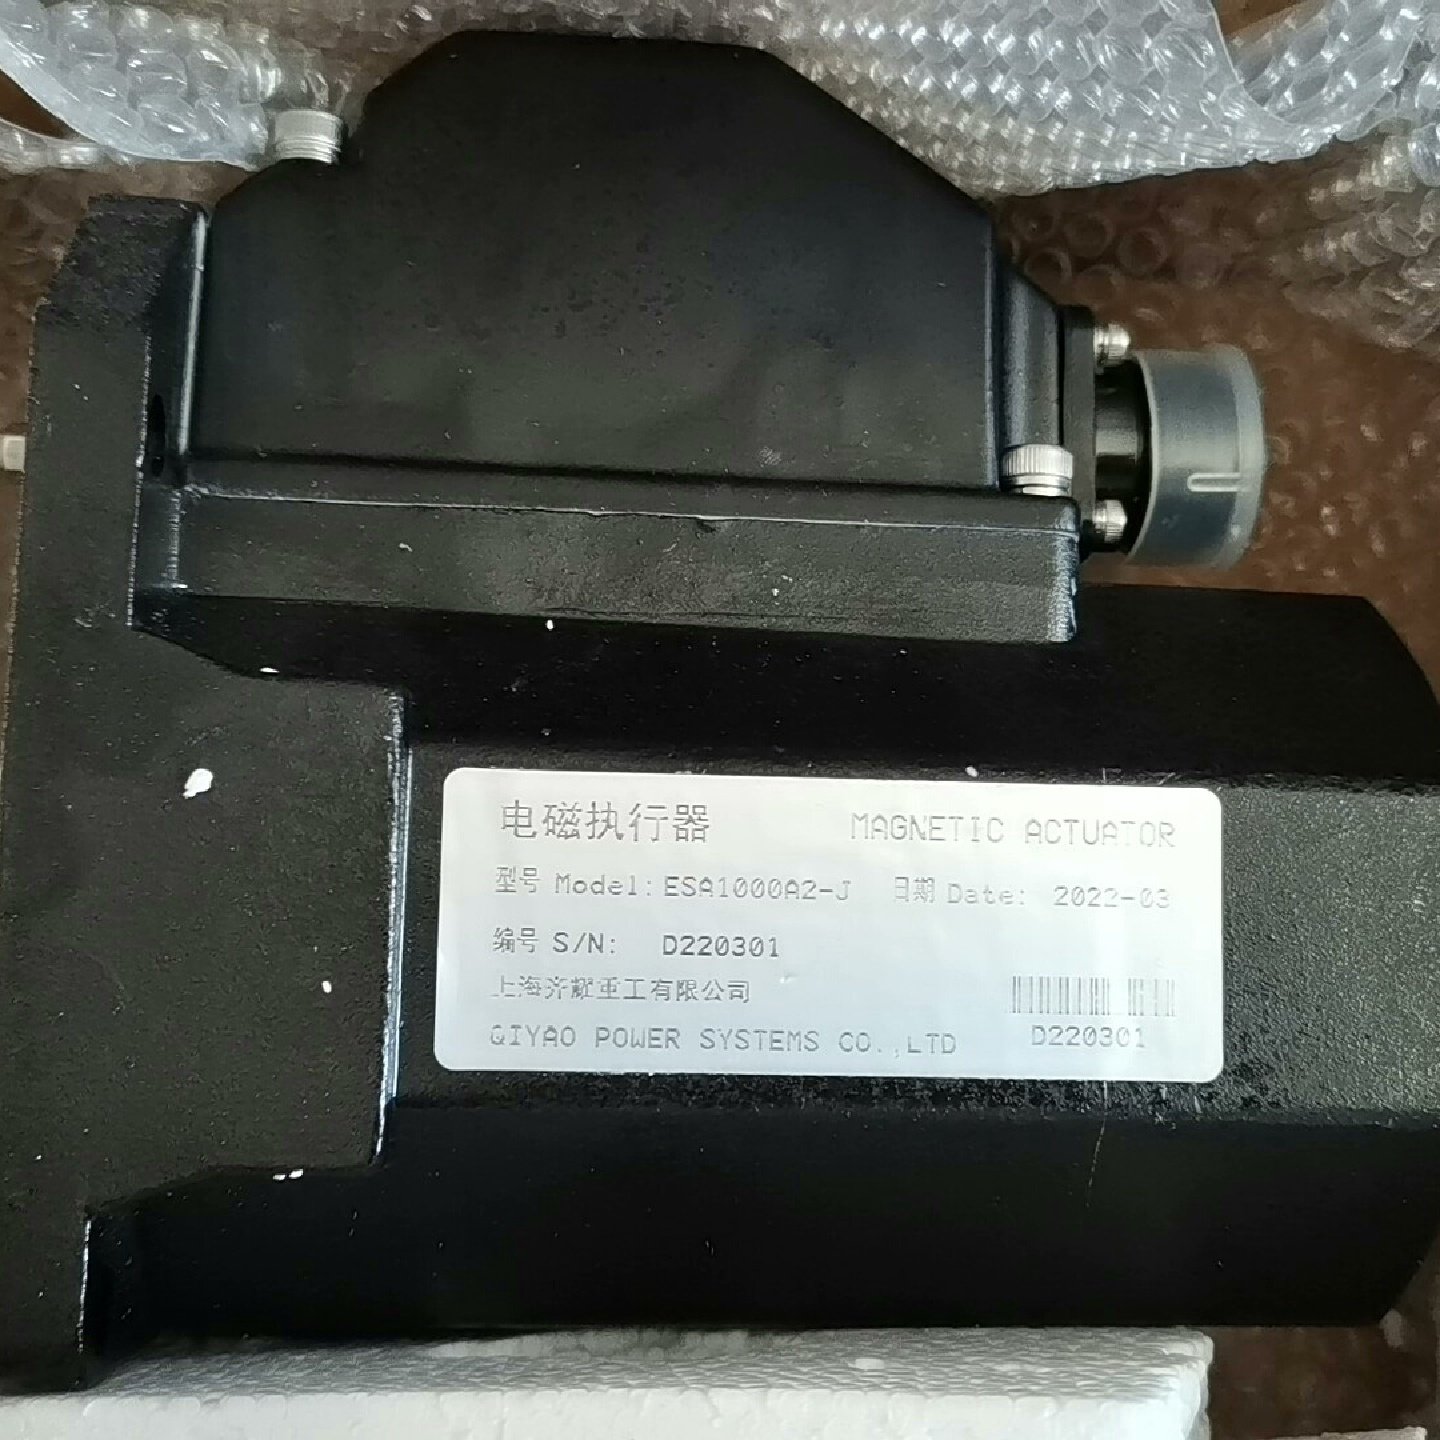 电磁执行器 MAGNETIC ACTUATOR
型号 Model: ESA1000A2-J 日期 Date: 2022-03
编号 S/N: D220301
上海齐耀重工有限公司
QIYAO POWER SYSTEMS CO.,LTD
D220301